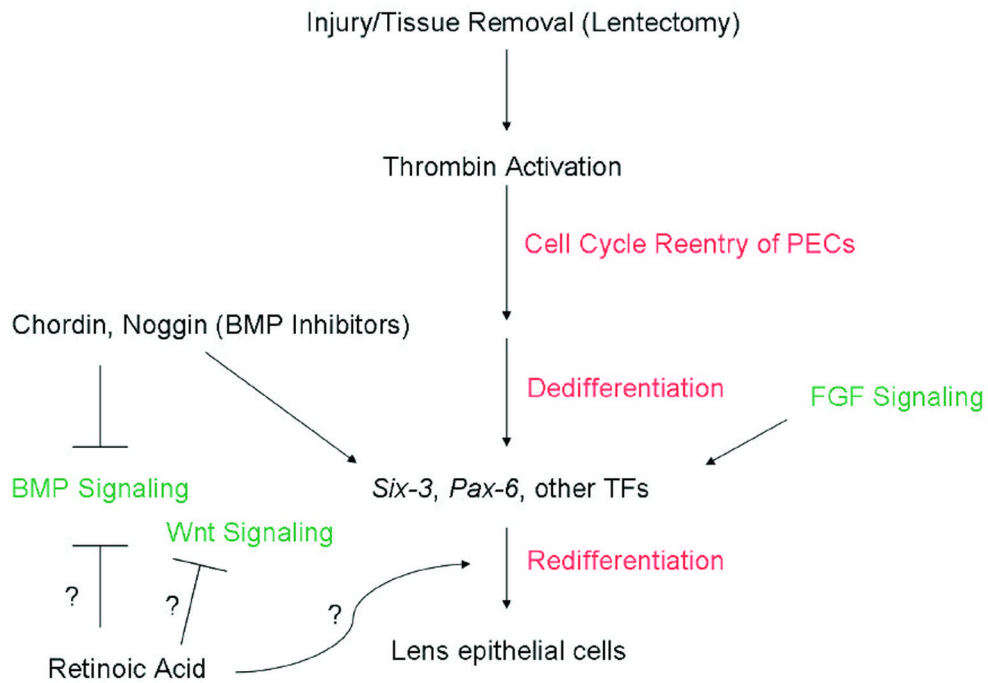 Injury/Tissue Removal (Lentectomy)
Thrombin Activation
Cell Cycle Reentry of PECs
Chordin, Noggin (BMP Inhibitors)
Dedifferentiation
FGF Signaling
BMP Signaling
Six-3, Pax-6, other TFs
Wnt Signaling
Redifferentiation
?
?
?
Lens epithelial cells
Retinoic Acid